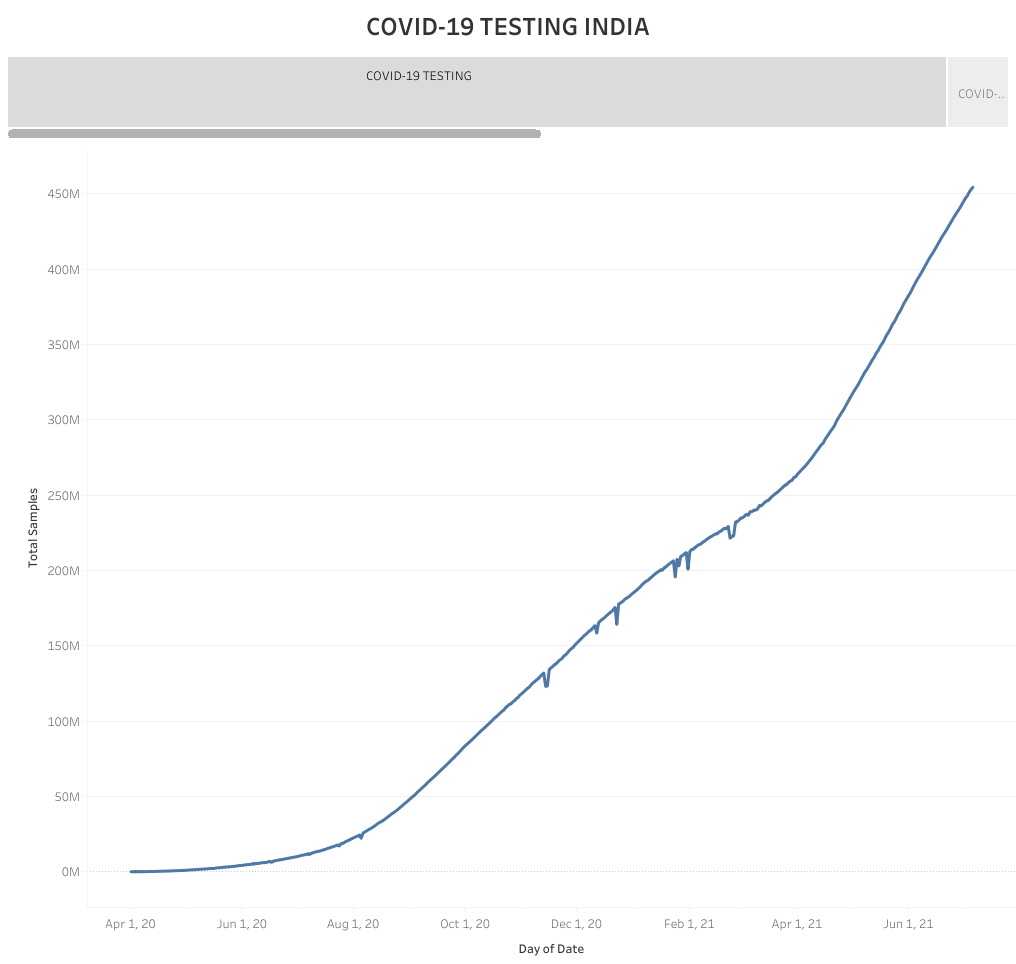 COVID-19 TESTING INDIA
COVID-19 TESTING
COVID-..
450M
400M
350M
300M
250M
200M
150M
100M
50M
0M
Total Samples
Apr 1, 20
Jun 1, 20
Aug 1, 20
Oct 1, 20
Dec 1, 20
Feb 1, 21
Apr 1, 21
Jun 1, 21
Day of Date